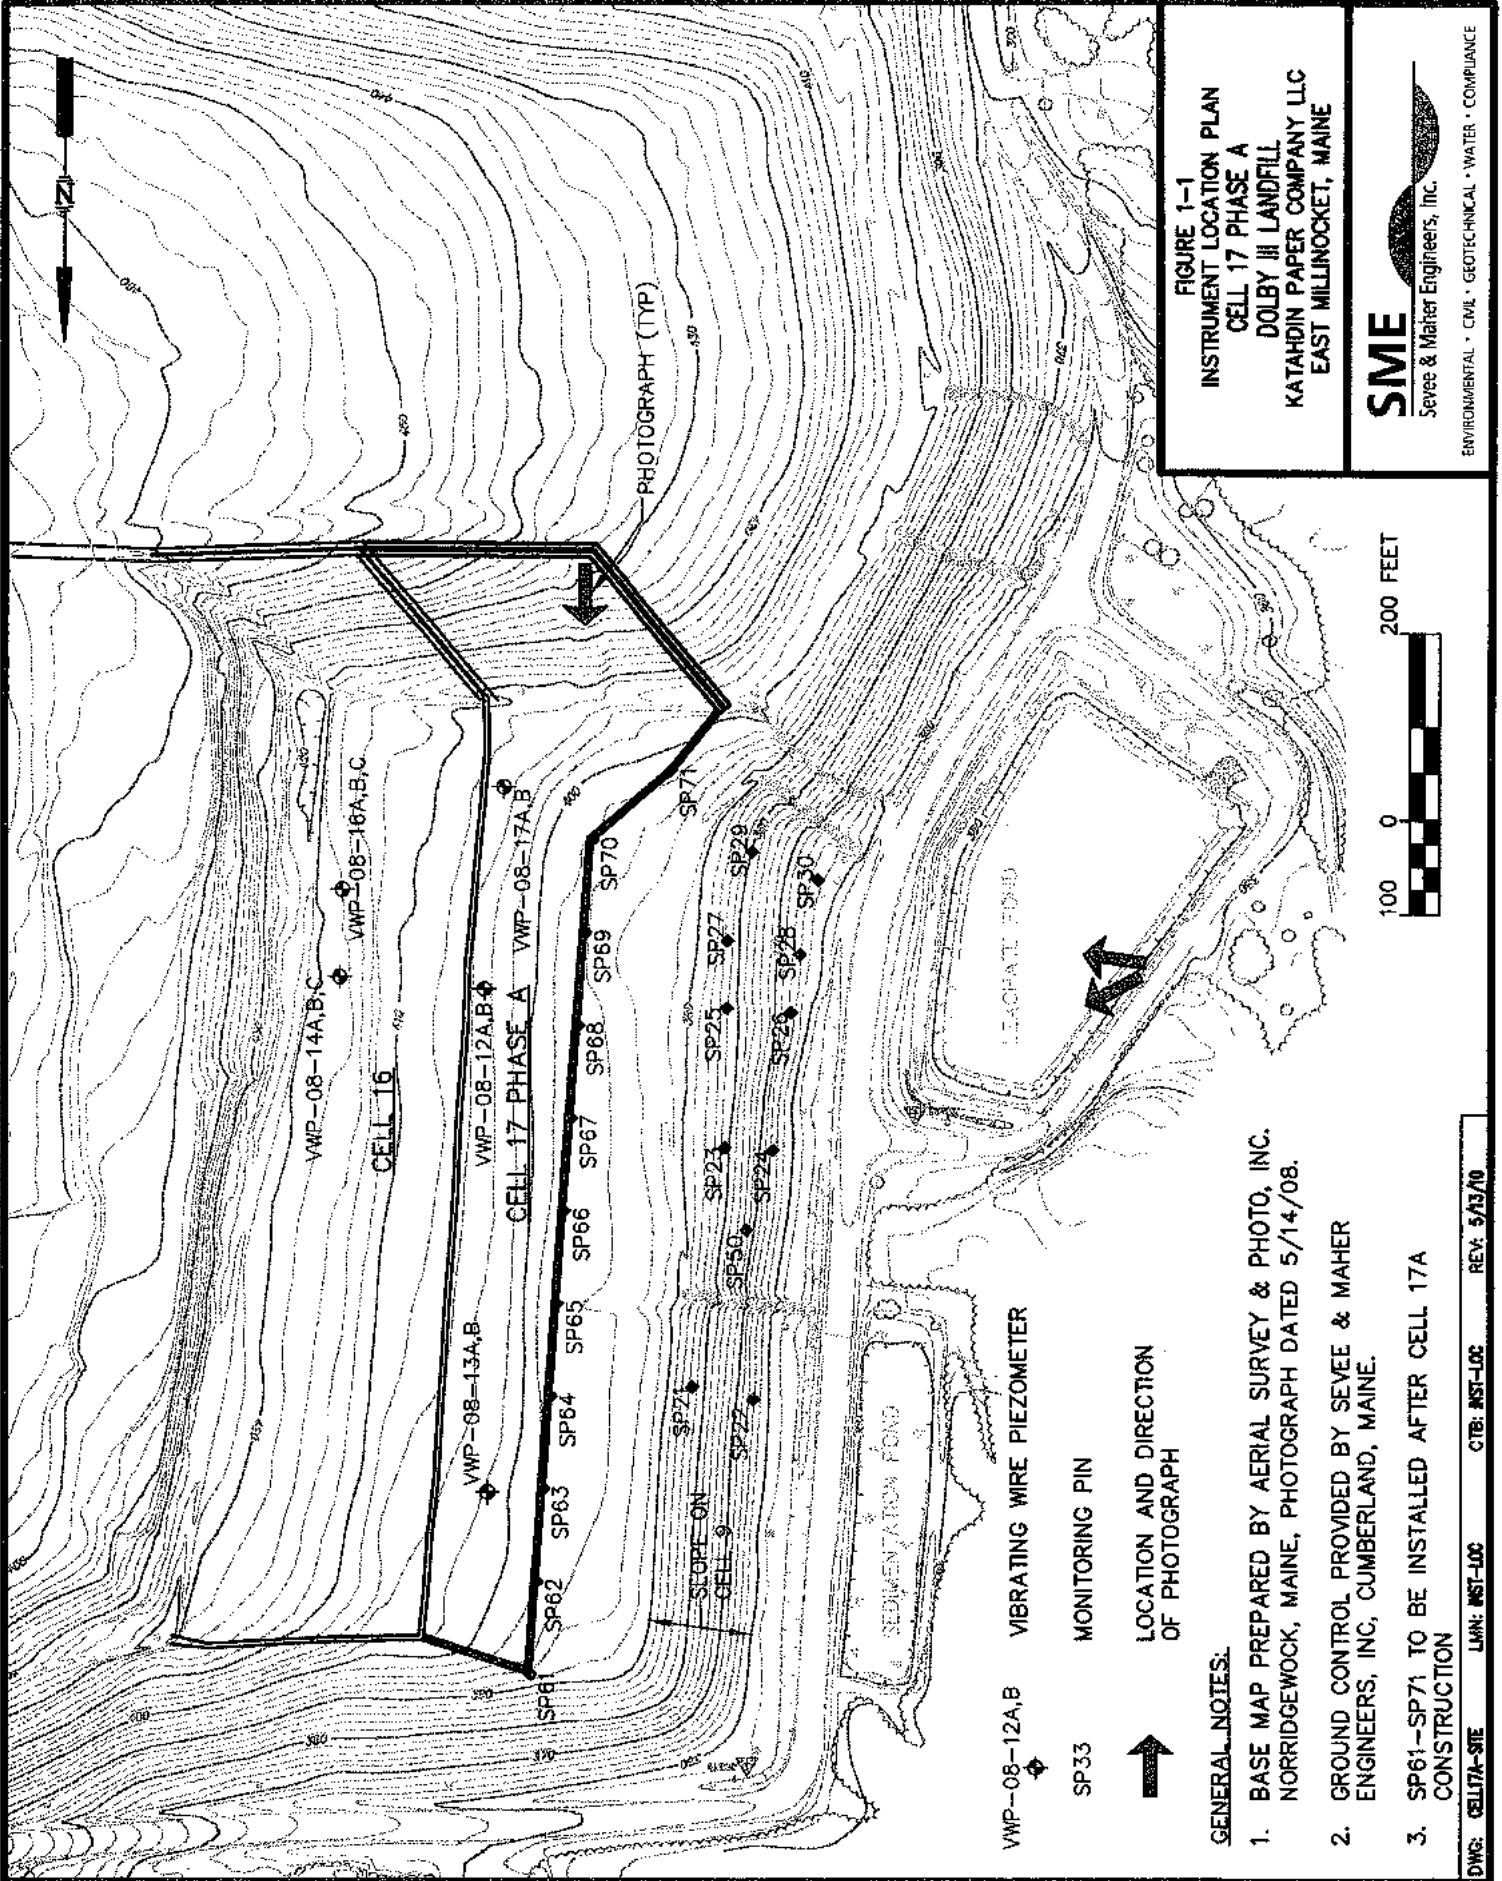 N
PHOTOGRAPH (TYP)
VWP-08-14A,B,C
VWP-08-16A,B,C
CELL 16
VWP-08-13A,B
VWP-08-12A,B
VWP-08-17A,B
CELL 17 PHASE A
SP61
SP62
SP63
SP64
SP65
SP66
SP67
SP68
SP69
SP70
SP71
SLOPE ON
CELL 9
SP21
SP22
SP50
SP23
SP24
SP25
SP26
SP27
SP28
SP29
SP30
SEDIMENTATION POND
LEACHATE POND
400
410
400
VWP-08-12A,B
VIBRATING WIRE PIEZOMETER
SP33
MONITORING PIN
LOCATION AND DIRECTION
OF PHOTOGRAPH
GENERAL NOTES:
1. BASE MAP PREPARED BY AERIAL SURVEY & PHOTO, INC.
NORRIDGEWOCK, MAINE, PHOTOGRAPH DATED 5/14/08.
2. GROUND CONTROL PROVIDED BY SEVEE & MAHER
ENGINEERS, INC, CUMBERLAND, MAINE.
3. SP61-SP71 TO BE INSTALLED AFTER CELL 17A
CONSTRUCTION
100 0 200 FEET
FIGURE 1-1
INSTRUMENT LOCATION PLAN
CELL 17 PHASE A
DOLBY III LANDFILL
KATAHDIN PAPER COMPANY LLC
EAST MILLINOCKET, MAINE
SME
Sevee & Maher Engineers, Inc.
ENVIRONMENTAL • CIVIL • GEOTECHNICAL • WATER • COMPLIANCE
DWG: CELL17A-SITE LMN: INST-LOC CTB: INST-LOC REV: 5/13/10